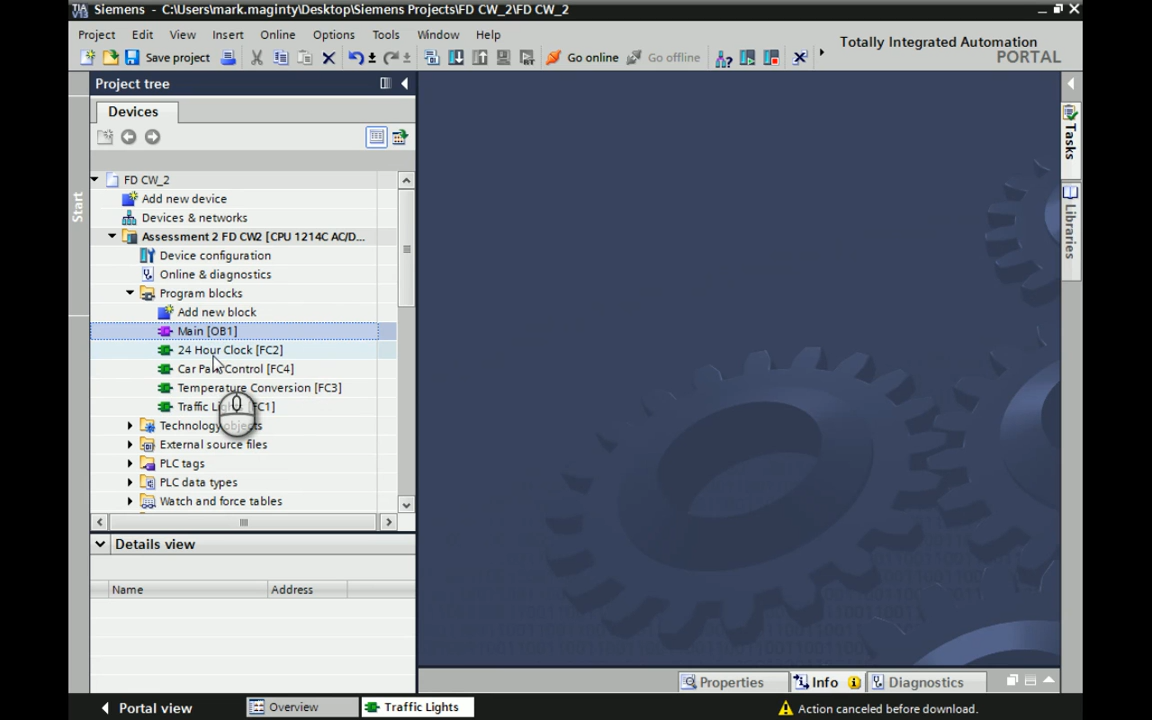 Siemens - C:\Users\mark.maginty\Desktop\Siemens Projects\FD CW_2\FD CW_2
Project Edit View Insert Online Options Tools Window Help
Totally Integrated Automation
PORTAL
Save project
Go online
Go offline
Project tree
Devices
Start
FD CW_2
Add new device
Devices & networks
Assessment 2 FD CW2 [CPU 1214C AC/D...
Device configuration
Online & diagnostics
Program blocks
Add new block
Main [OB1]
24 Hour Clock [FC2]
Car Park Control [FC4]
Temperature Conversion [FC3]
Traffic Lights [FC1]
Technology objects
External source files
PLC tags
PLC data types
Watch and force tables
Details view
Name Address
Tasks
Libraries
Properties Info Diagnostics
Portal view Overview Traffic Lights Action canceled before download.